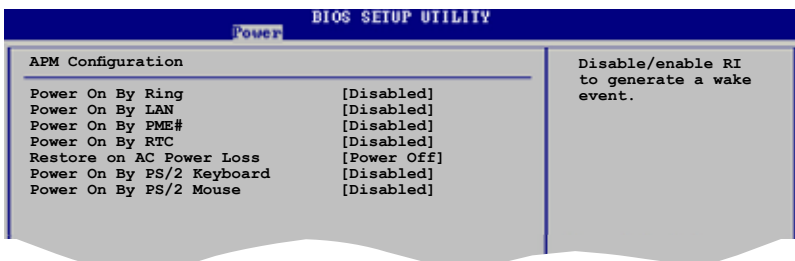 BIOS SETUP UTILITY
Power
APM Configuration
Power On By Ring [Disabled]
Power On By LAN [Disabled]
Power On By PME# [Disabled]
Power On By RTC [Disabled]
Restore on AC Power Loss [Power Off]
Power On By PS/2 Keyboard [Disabled]
Power On By PS/2 Mouse [Disabled]
Disable/enable RI
to generate a wake
event.